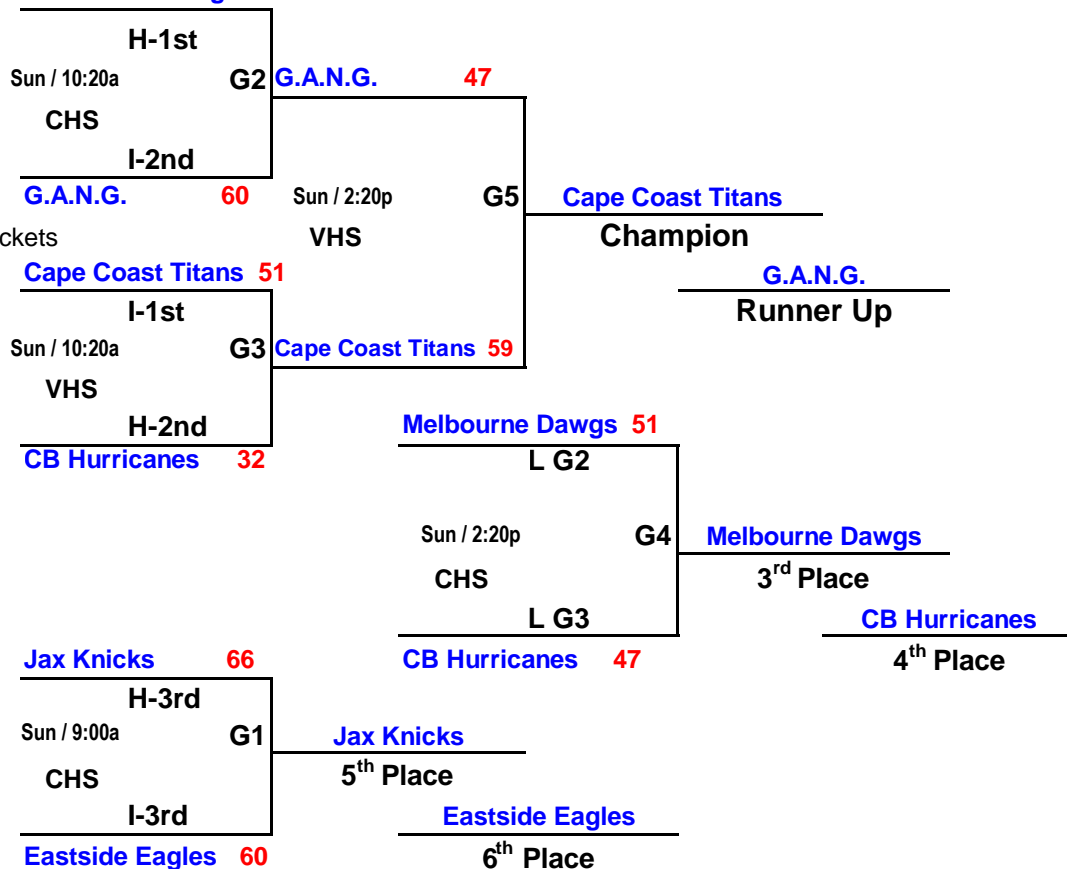 H-1st
Sun / 10:20a G2 G.A.N.G. 47
CHS
I-2nd
G.A.N.G. 60 Sun / 2:20p G5 Cape Coast Titans
ckets VHS Champion
Cape Coast Titans 51 G.A.N.G.
I-1st Runner Up
Sun / 10:20a G3 Cape Coast Titans 59
VHS
H-2nd Melbourne Dawgs 51
CB Hurricanes 32 L G2
Sun / 2:20p G4 Melbourne Dawgs
CHS 3rd Place
L G3 CB Hurricanes
Jax Knicks 66 CB Hurricanes 47 4th Place
H-3rd
Sun / 9:00a G1 Jax Knicks
CHS 5th Place
I-3rd Eastside Eagles
Eastside Eagles 60 6th Place